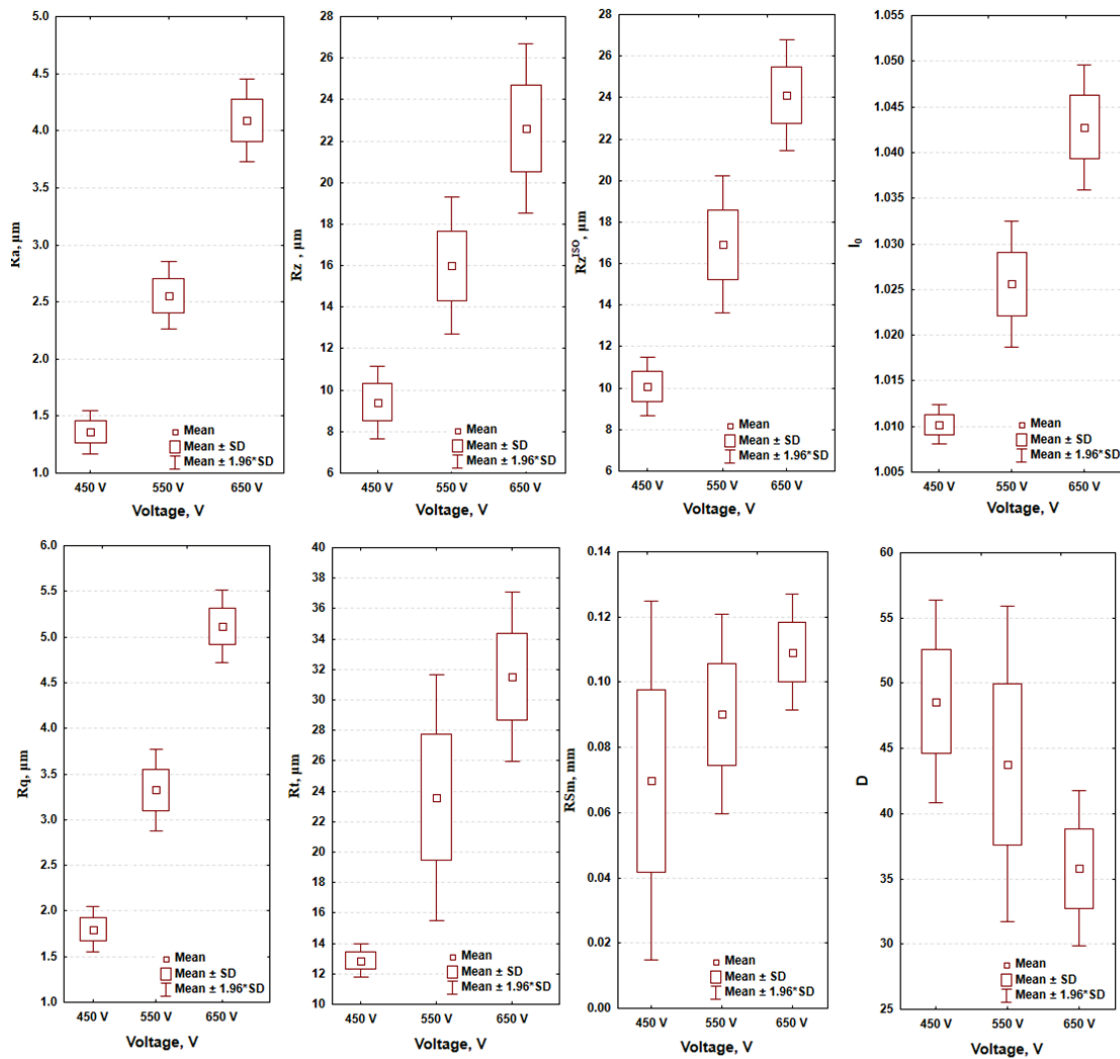 5.0
4.5
4.0
3.5
3.0
2.5
2.0
1.5
1.0
Ra, µm
Mean
Mean ± SD
Mean ± 1.96*SD
450 V 550 V 650 V
Voltage, V
28
26
24
22
20
18
16
14
12
10
8
6
Rz , µm
Mean
Mean ± SD
Mean ± 1.96*SD
450 V 550 V 650 V
Voltage, V
28
26
24
22
20
18
16
14
12
10
8
6
Rz^ISO, µm
Mean
Mean ± SD
Mean ± 1.96*SD
450 V 550 V 650 V
Voltage, V
1.055
1.050
1.045
1.040
1.035
1.030
1.025
1.020
1.015
1.010
1.005
l₀
Mean
Mean ± SD
Mean ± 1.96*SD
450 V 550 V 650 V
Voltage, V
6.0
5.5
5.0
4.5
4.0
3.5
3.0
2.5
2.0
1.5
1.0
Rq, µm
Mean
Mean ± SD
Mean ± 1.96*SD
450 V 550 V 650 V
Voltage, V
40
38
36
34
32
30
28
26
24
22
20
18
16
14
12
10
Rt, µm
Mean
Mean ± SD
Mean ± 1.96*SD
450 V 550 V 650 V
Voltage, V
0.14
0.12
0.10
0.08
0.06
0.04
0.02
0.00
RSm, mm
Mean
Mean ± SD
Mean ± 1.96*SD
450 V 550 V 650 V
Voltage, V
60
55
50
45
40
35
30
25
D
Mean
Mean ± SD
Mean ± 1.96*SD
450 V 550 V 650 V
Voltage, V